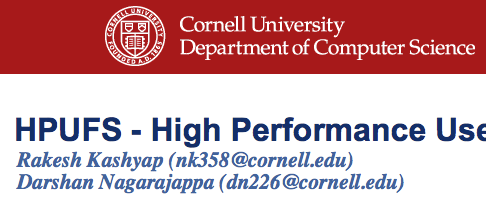 Cornell University
Department of Computer Science
HPUFS - High Performance Use
Rakesh Kashyap (nk358@cornell.edu)
Darshan Nagarajappa (dn226@cornell.edu)